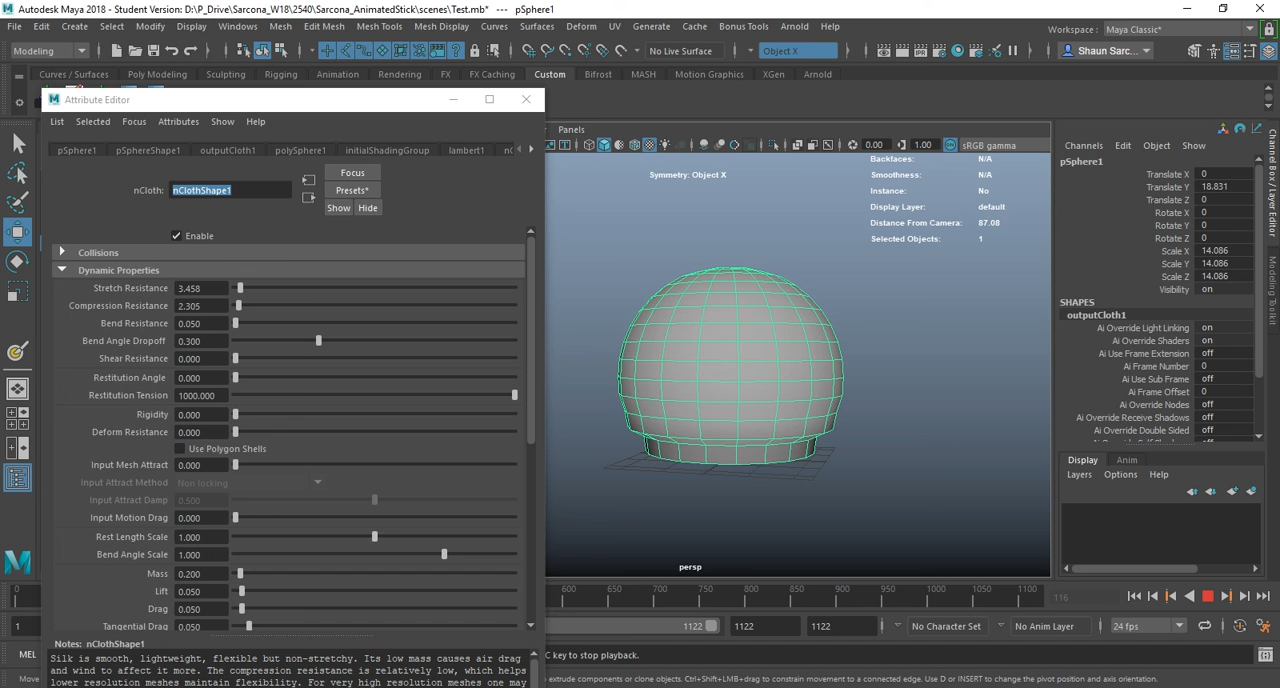 Autodesk Maya 2018 - Student Version: D:\P_Drive\Sarcona_W18\2540\Sarcona_AnimatedStick\scenes\Test.mb* --- pSphere1
File Edit Create Select Modify Display Windows Mesh Edit Mesh Mesh Tools Mesh Display Curves Surfaces Deform UV Generate Cache Bonus Tools Arnold Help
Workspace : Maya Classic*
Modeling No Live Surface Object X Shaun Sarc...
Curves / Surfaces Poly Modeling Sculpting Rigging Animation Rendering FX FX Caching Custom Bifrost MASH Motion Graphics XGen Arnold
Attribute Editor
List Selected Focus Attributes Show Help
pSphere1 pSphereShape1 outputCloth1 polySphere1 initialShadingGroup lambert1
nCloth: nClothShape1
Focus
Presets*
Show Hide
Enable
Collisions
Dynamic Properties
Stretch Resistance 3.458
Compression Resistance 2.305
Bend Resistance 0.050
Bend Angle Dropoff 0.300
Shear Resistance 0.000
Restitution Angle 0.000
Restitution Tension 1000.000
Rigidity 0.000
Deform Resistance 0.000
Use Polygon Shells
Input Mesh Attract 0.000
Input Attract Method Non locking
Input Attract Damp 0.500
Input Motion Drag 0.000
Rest Length Scale 1.000
Bend Angle Scale 1.000
Mass 0.200
Lift 0.050
Drag 0.050
Tangential Drag 0.050
Notes: nClothShape1
Silk is smooth, lightweight, flexible but non-stretchy. Its low mass causes air drag
and wind to affect it more. The compression resistance is relatively low, which helps
lower resolution meshes maintain flexibility. For very high resolution meshes one may
Panels
0.00 1.00 sRGB gamma
Backfaces: N/A
Smoothness: N/A
Instance: No
Display Layer: default
Distance From Camera: 87.08
Selected Objects: 1
Symmetry: Object X
persp
Channels Edit Object Show
pSphere1
Translate X 0
Translate Y 18.831
Translate Z 0
Rotate X 0
Rotate Y 0
Rotate Z 0
Scale X 14.086
Scale Y 14.086
Scale Z 14.086
Visibility on
SHAPES
outputCloth1
Ai Override Light Linking on
Ai Override Shaders on
Ai Use Frame Extension off
Ai Frame Number 0
Ai Use Sub Frame off
Ai Frame Offset 0
Ai Override Nodes off
Ai Override Receive Shadows off
Ai Override Double Sided off
Display Anim
Layers Options Help
Channel Box / Layer Editor
Modeling Toolkit
0 600 650 700 750 800 850 900 950 1000 1050 1100 116
1 1122 1122 1122 No Character Set No Anim Layer 24 fps
MEL C key to stop playback.
Move extrude components or clone objects. Ctrl+Shift+LMB+drag to constrain movement to a connected edge. Use D or INSERT to change the pivot position and axis orientation.